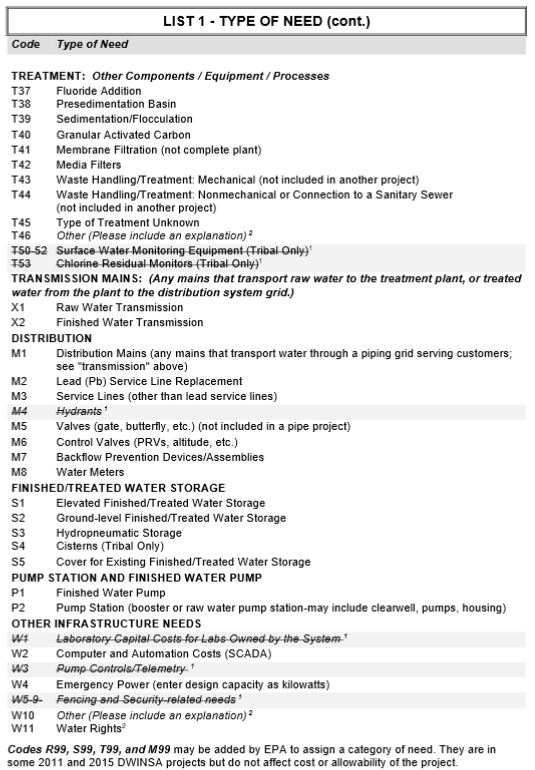 LIST 1 - TYPE OF NEED (cont.)
Code Type of Need
TREATMENT: Other Components / Equipment / Processes
T37 Fluoride Addition
T38 Presedimentation Basin
T39 Sedimentation/Flocculation
T40 Granular Activated Carbon
T41 Membrane Filtration (not complete plant)
T42 Media Filters
T43 Waste Handling/Treatment: Mechanical (not included in another project)
T44 Waste Handling/Treatment: Nonmechanical or Connection to a Sanitary Sewer
(not included in another project)
T45 Type of Treatment Unknown
T46 Other (Please include an explanation) ²
T50-52 Surface Water Monitoring Equipment (Tribal Only)¹
T53 Chlorine Residual Monitors (Tribal Only)¹
TRANSMISSION MAINS: (Any mains that transport raw water to the treatment plant, or treated
water from the plant to the distribution system grid.)
X1 Raw Water Transmission
X2 Finished Water Transmission
DISTRIBUTION
M1 Distribution Mains (any mains that transport water through a piping grid serving customers;
see "transmission" above)
M2 Lead (Pb) Service Line Replacement
M3 Service Lines (other than lead service lines)
M4 Hydrants ¹
M5 Valves (gate, butterfly, etc.) (not included in a pipe project)
M6 Control Valves (PRVs, altitude, etc.)
M7 Backflow Prevention Devices/Assemblies
M8 Water Meters
FINISHED/TREATED WATER STORAGE
S1 Elevated Finished/Treated Water Storage
S2 Ground-level Finished/Treated Water Storage
S3 Hydropneumatic Storage
S4 Cisterns (Tribal Only)
S5 Cover for Existing Finished/Treated Water Storage
PUMP STATION AND FINISHED WATER PUMP
P1 Finished Water Pump
P2 Pump Station (booster or raw water pump station-may include clearwell, pumps, housing)
OTHER INFRASTRUCTURE NEEDS
W1 Laboratory Capital Costs for Labs Owned by the System ¹
W2 Computer and Automation Costs (SCADA)
W3 Pump Controls/Telemetry ¹
W4 Emergency Power (enter design capacity as kilowatts)
W5-9 Fencing and Security-related needs ¹
W10 Other (Please include an explanation) ²
W11 Water Rights²
Codes R99, S99, T99, and M99 may be added by EPA to assign a category of need. They are in
some 2011 and 2015 DWINSA projects but do not affect cost or allowability of the project.